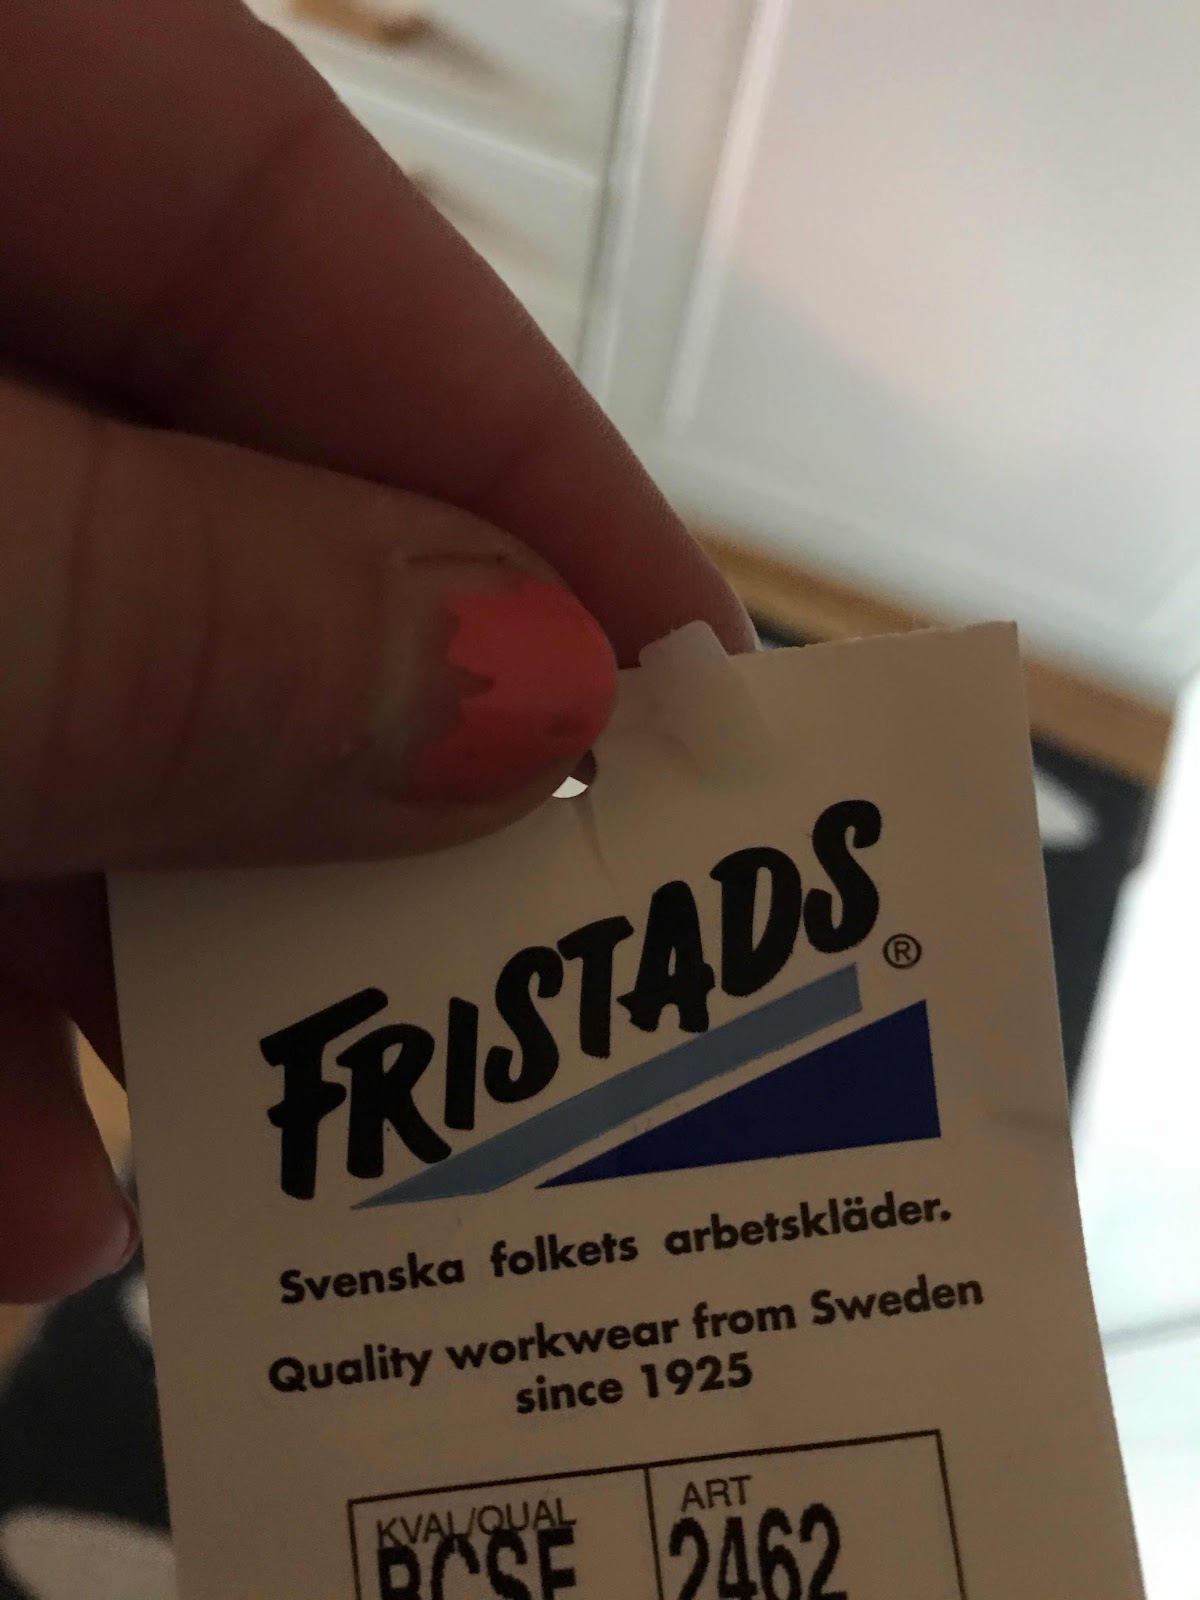 FRISTADS®
Svenska folkets arbetskläder.
Quality workwear from Sweden
since 1925
KVAL/QUAL ART
2462